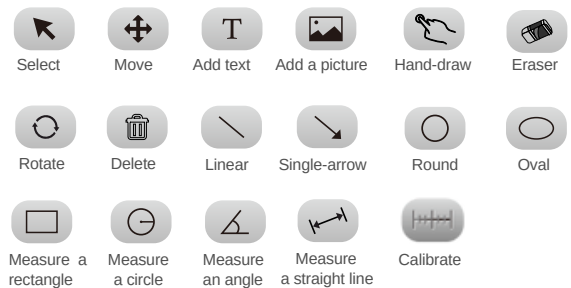 Select Move Add text Add a picture Hand-draw Eraser
Rotate Delete Linear Single-arrow Round Oval
Measure a rectangle
Measure a circle
Measure an angle
Measure a straight line
Calibrate